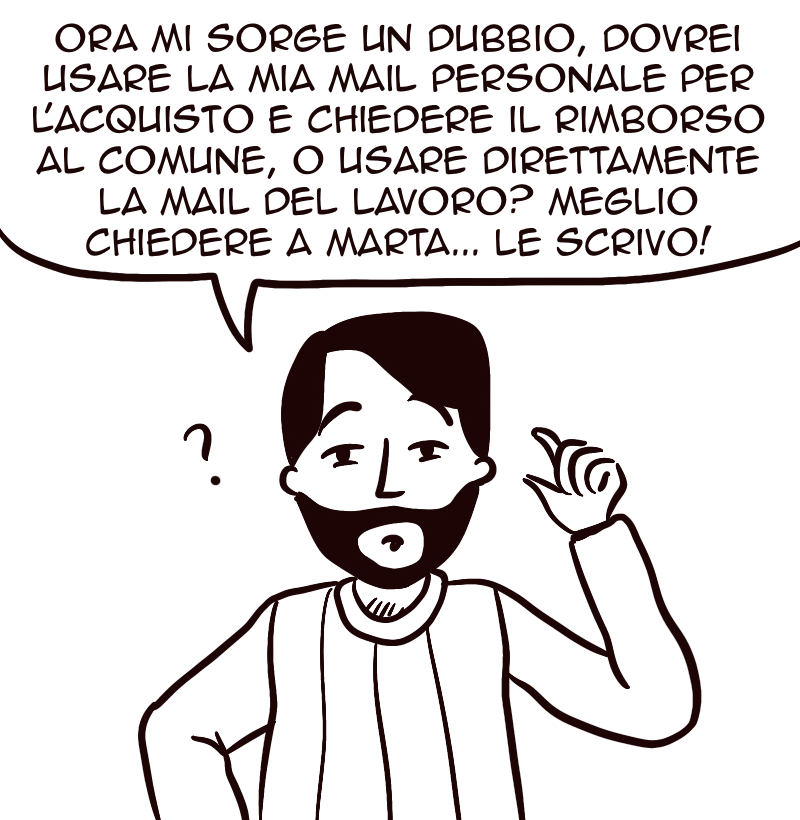 ORA MI SORGE UN DUBBIO, DOVREI
USARE LA MIA MAIL PERSONALE PER
L'ACQUISTO E CHIEDERE IL RIMBORSO
AL COMUNE, O USARE DIRETTAMENTE
LA MAIL DEL LAVORO? MEGLIO
CHIEDERE A MARTA... LE SCRIVO!
?